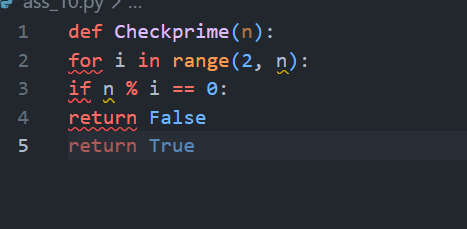 ass_10.py > ...
1 def Checkprime(n):
2 for i in range(2, n):
3 if n % i == 0:
4 return False
5 return True